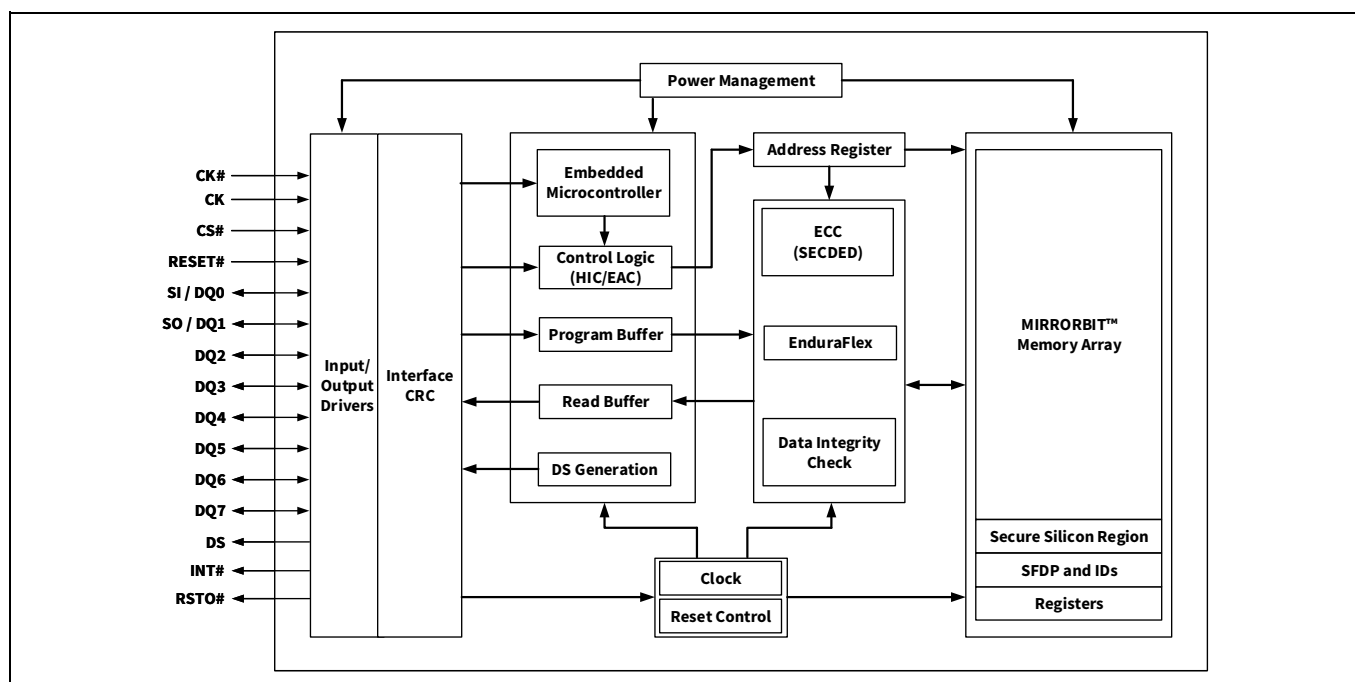 Power Management
CK#
CK
CS#
RESET#
SI / DQ0
SO / DQ1
DQ2
DQ3
DQ4
DQ5
DQ6
DQ7
DS
INT#
RSTO#
Input/
Output
Drivers
Interface
CRC
Embedded
Microcontroller
Control Logic
(HIC/EAC)
Program Buffer
Read Buffer
DS Generation
Address Register
ECC
(SECDED)
EnduraFlex
Data Integrity
Check
Clock
Reset Control
MIRRORBIT™
Memory Array
Secure Silicon Region
SFDP and IDs
Registers